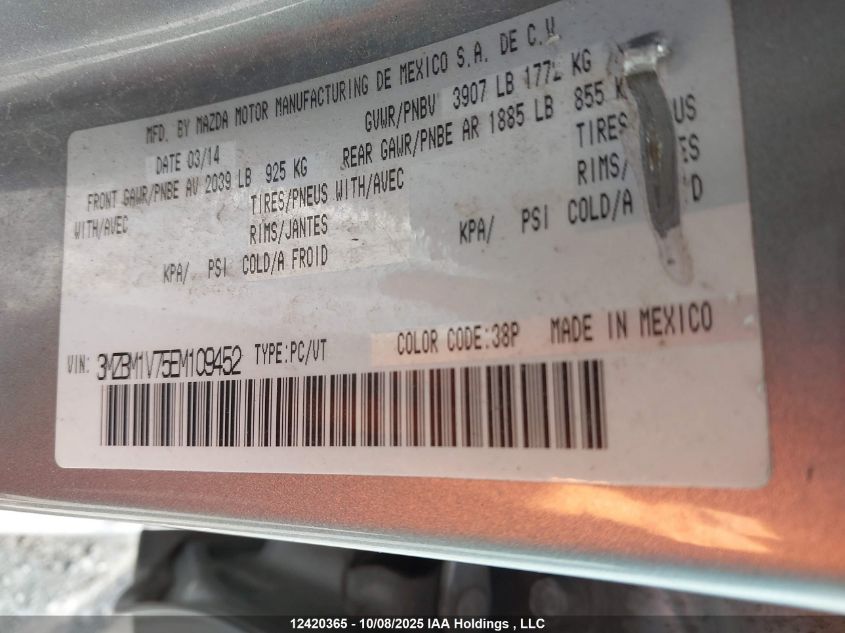 MFD. BY MAZDA MOTOR MANUFACTURING DE MEXICO S.A. DE C.V.
DATE 03/14 GVWR/PNBV 3907 LB 1772 KG
FRONT GAWR/PNBE AV 2039 LB 925 KG REAR GAWR/PNBE AR 1885 LB 855
WITH/AVEC TIRES/PNEUS WITH/AVEC
RIMS/JANTES RIMS/
KPA/ PSI COLD/A FROID KPA/ PSI COLD/A
VIN: 3MZBM1V75EM109452 TYPE:PC/VT COLOR CODE:38P MADE IN MEXICO
12420365 - 10/08/2025 IAA Holdings , LLC